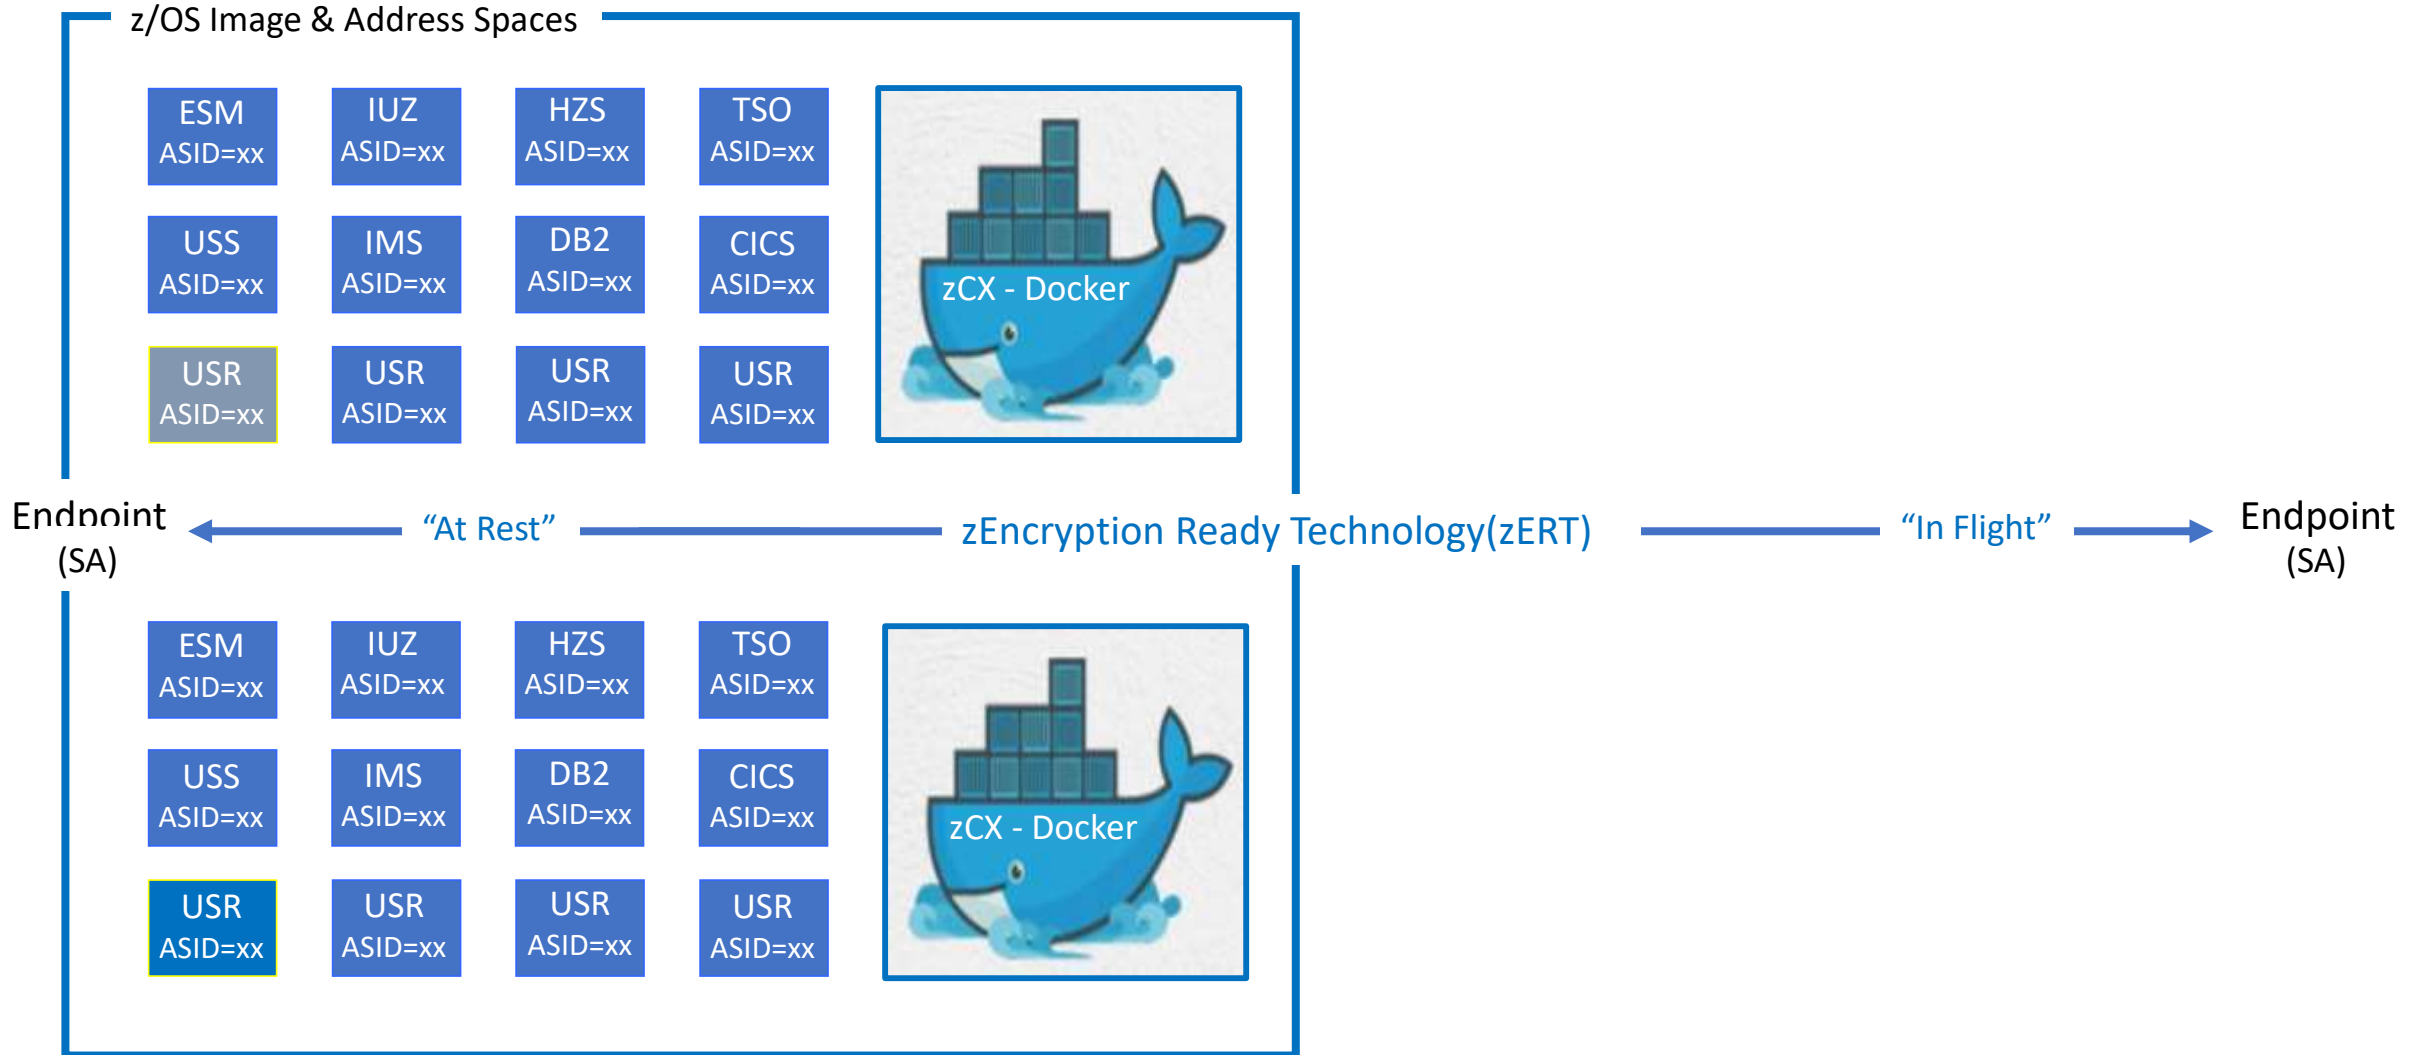 z/OS Image & Address Spaces
ESM
ASID=xx
IUZ
ASID=xx
HZS
ASID=xx
TSO
ASID=xx
USS
ASID=xx
IMS
ASID=xx
DB2
ASID=xx
CICS
ASID=xx
zCX - Docker
USR
ASID=xx
USR
ASID=xx
USR
ASID=xx
USR
ASID=xx
Endpoint
(SA)
“At Rest”
zEncryption Ready Technology(zERT)
“In Flight”
Endpoint
(SA)
ESM
ASID=xx
IUZ
ASID=xx
HZS
ASID=xx
TSO
ASID=xx
USS
ASID=xx
IMS
ASID=xx
DB2
ASID=xx
CICS
ASID=xx
zCX - Docker
USR
ASID=xx
USR
ASID=xx
USR
ASID=xx
USR
ASID=xx